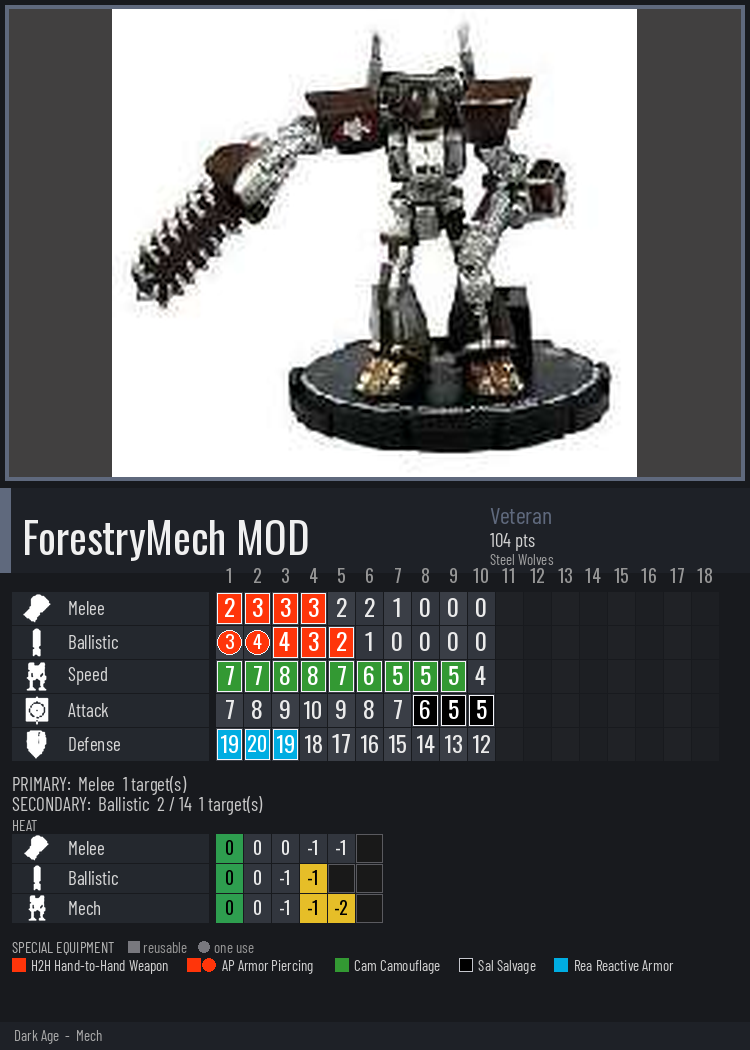 ForestryMech MOD
Veteran
104 pts
Steel Wolves
1 2 3 4 5 6 7 8 9 10 11 12 13 14 15 16 17 18
Melee 2 3 3 3 2 2 1 0 0 0
Ballistic 3 4 4 3 2 1 0 0 0 0
Speed 7 7 8 8 7 6 5 5 5 4
Attack 7 8 9 10 9 8 7 6 5 5
Defense 19 20 19 18 17 16 15 14 13 12
PRIMARY: Melee 1 target(s)
SECONDARY: Ballistic 2 / 14 1 target(s)
HEAT
Melee 0 0 0 -1 -1
Ballistic 0 0 -1 -1
Mech 0 0 -1 -1 -2
SPECIAL EQUIPMENT reusable one use
H2H Hand-to-Hand Weapon AP Armor Piercing Cam Camouflage Sal Salvage Rea Reactive Armor
Dark Age - Mech